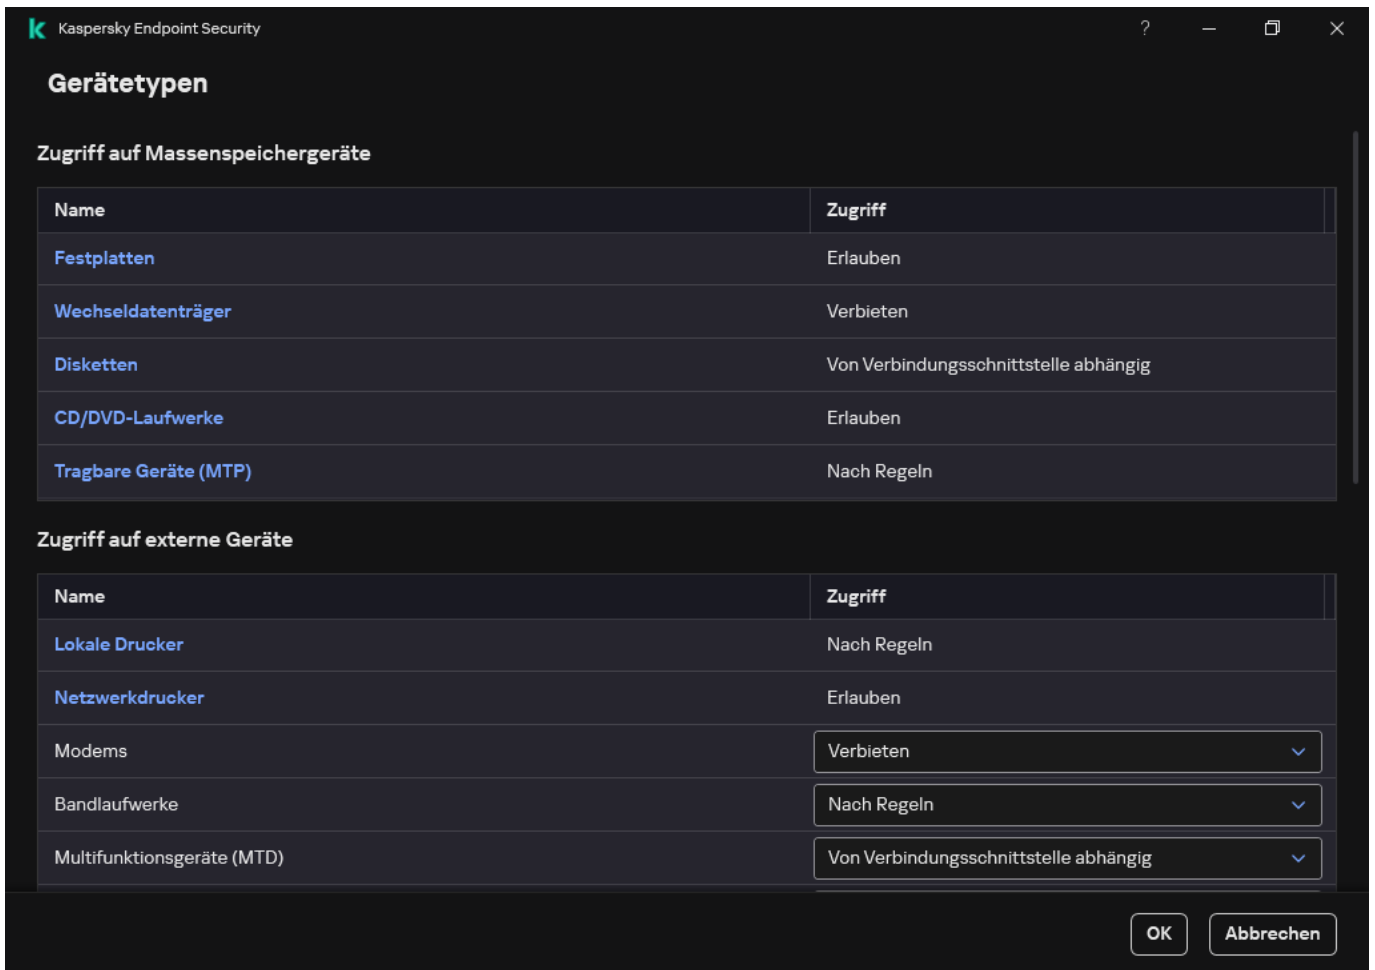 Kaspersky Endpoint Security
?
Gerätetypen
Zugriff auf Massenspeichergeräte
Name Zugriff
Festplatten Erlauben
Wechseldatenträger Verbieten
Disketten Von Verbindungsschnittstelle abhängig
CD/DVD-Laufwerke Erlauben
Tragbare Geräte (MTP) Nach Regeln
Zugriff auf externe Geräte
Name Zugriff
Lokale Drucker Nach Regeln
Netzwerkdrucker Erlauben
Modems Verbieten
Bandlaufwerke Nach Regeln
Multifunktionsgeräte (MTD) Von Verbindungsschnittstelle abhängig
OK Abbrechen